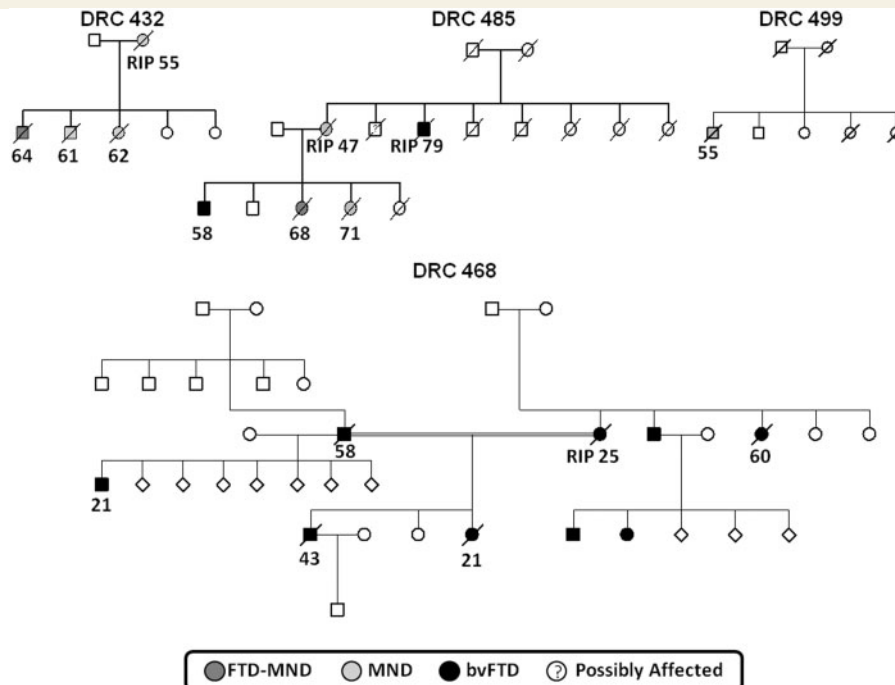 DRC 432
DRC 485
DRC 499
RIP 55
64 61 62
RIP 47 RIP 79
55
58 68 71
DRC 468
58 RIP 25 60
21
43 21
FTD-MND MND bvFTD ? Possibly Affected